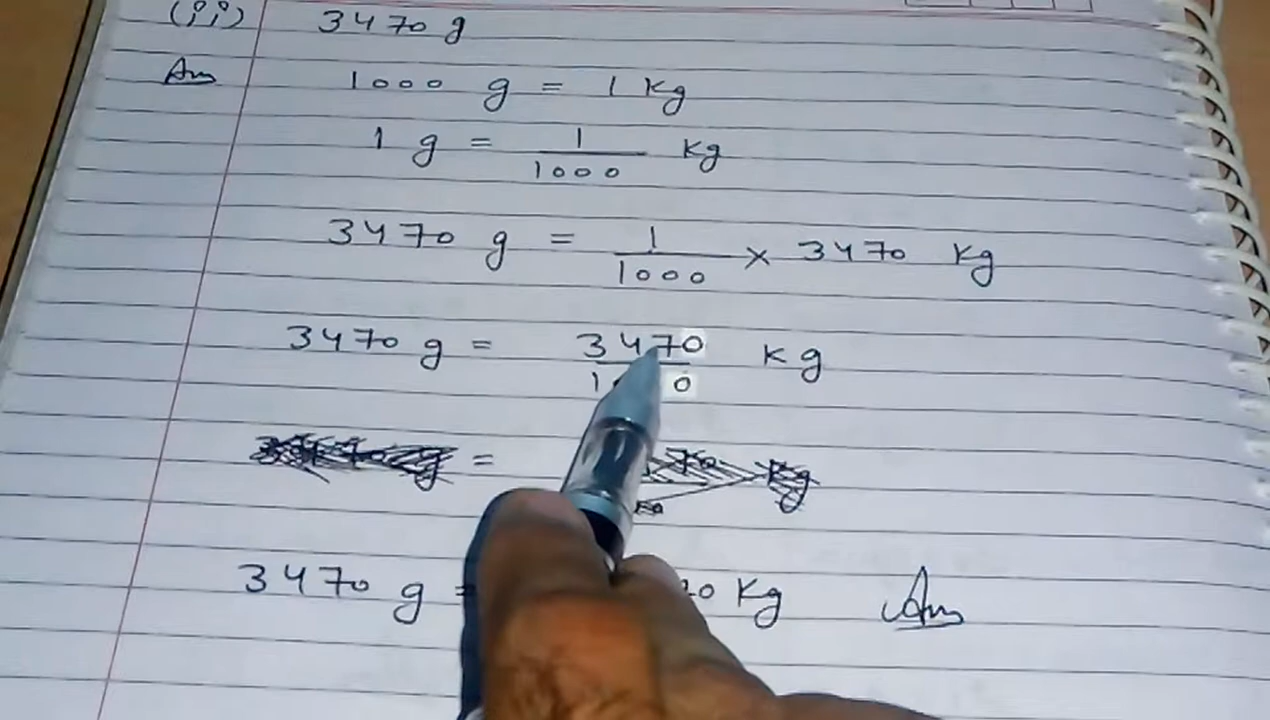 (ii) 3470 g
Ans 1000 g = 1 kg
1 g = 1/1000 kg
3470 g = 1/1000 × 3470 kg
3470 g = 3470/ kg
=
3470 g = kg Ans